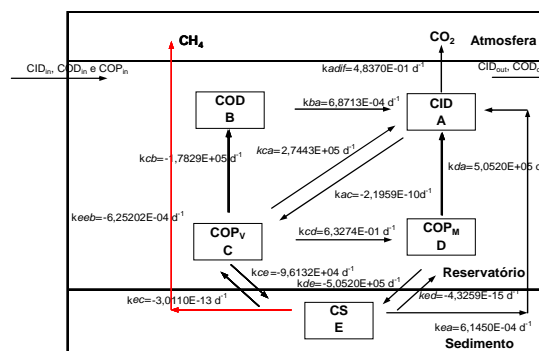 CH4 CO2 Atmosfera
CIDin, CODin e COPin kadif=4,8370E-01 d-1 CIDout, COD
COD kba=6,8713E-04 d-1 CID
B A
kcb=-1,7829E+05 d-1 kca=2,7443E+05 d-1 kda=5,0520E+05 d
kac=-2,1959E-10d-1
keeb=-6,25202E-04 d-1
COPV kcd=6,3274E-01 d-1 COPM
C D
kce=-9,6132E+04 d-1 Reservatório
kde=-5,0520E+05 d-1
kec=-3,0110E-13 d-1 ked=-4,3259E-15 d-1
CS
E kea=6,1450E-04 d-1
Sedimento